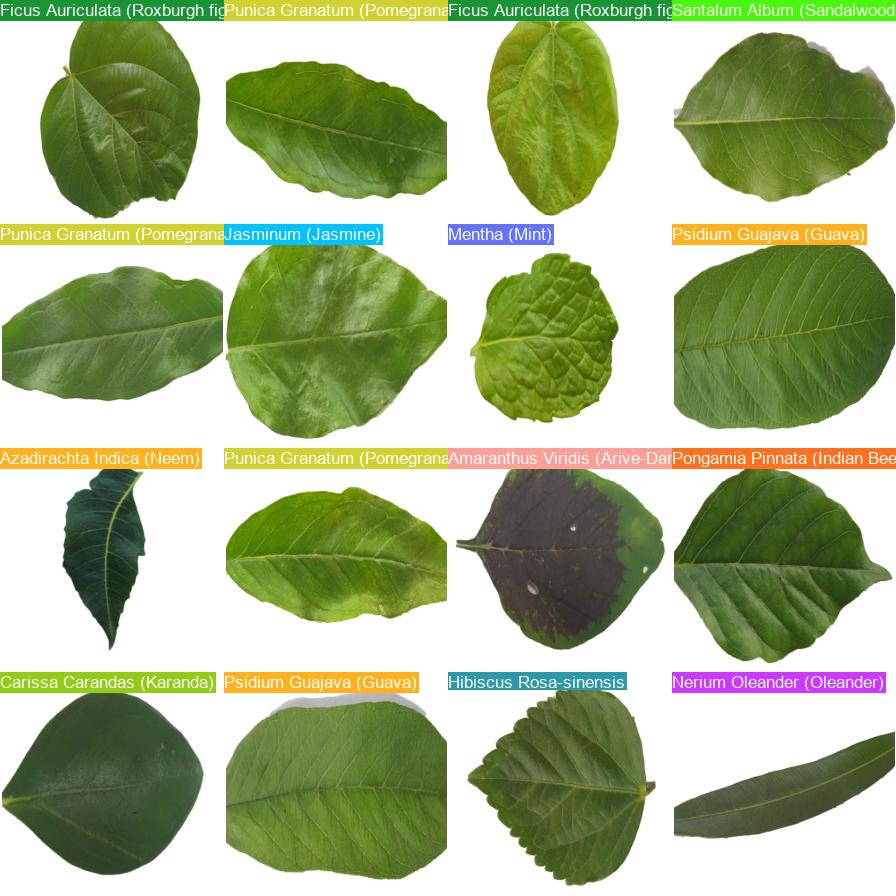 Ficus Auriculata (Roxburgh fig
Punica Granatum (Pomegrana
Ficus Auriculata (Roxburgh fig
Santalum Album (Sandalwood
Punica Granatum (Pomegrana
Jasminum (Jasmine)
Mentha (Mint)
Psidium Guajava (Guava)
Azadirachta Indica (Neem)
Punica Granatum (Pomegrana
Amaranthus Viridis (Arive-Dan
Pongamia Pinnata (Indian Bee
Carissa Carandas (Karanda)
Psidium Guajava (Guava)
Hibiscus Rosa-sinensis
Nerium Oleander (Oleander)